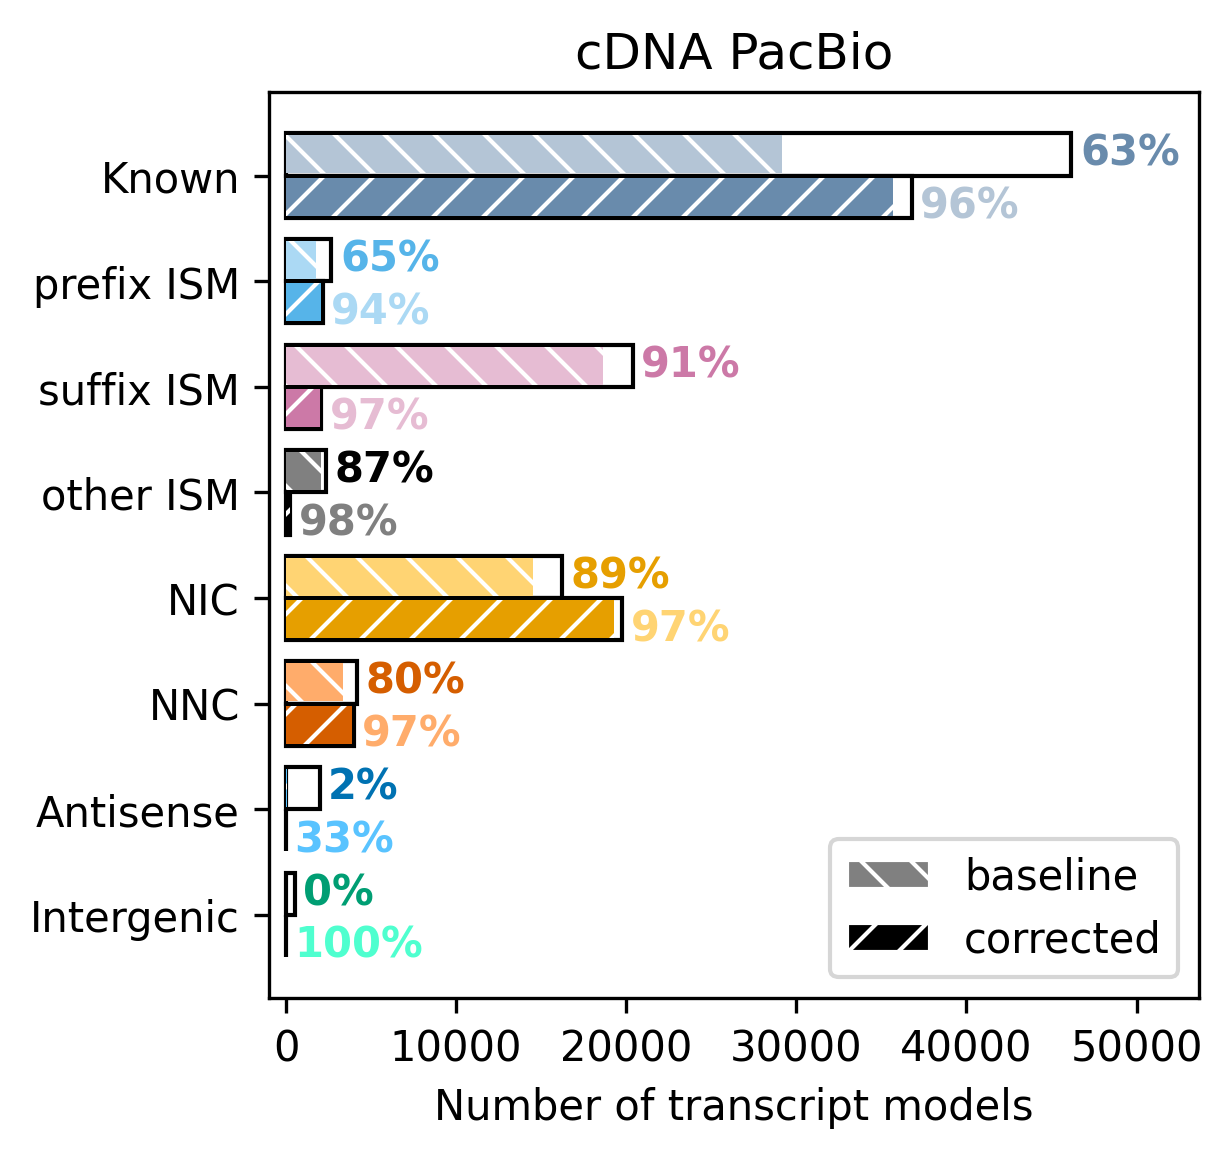 cDNA PacBio
Known
63%
96%
prefix ISM
65%
94%
suffix ISM
91%
97%
other ISM
87%
98%
NIC
89%
97%
NNC
80%
97%
Antisense
2%
33%
Intergenic
0%
100%
baseline
corrected
0 10000 20000 30000 40000 50000
Number of transcript models